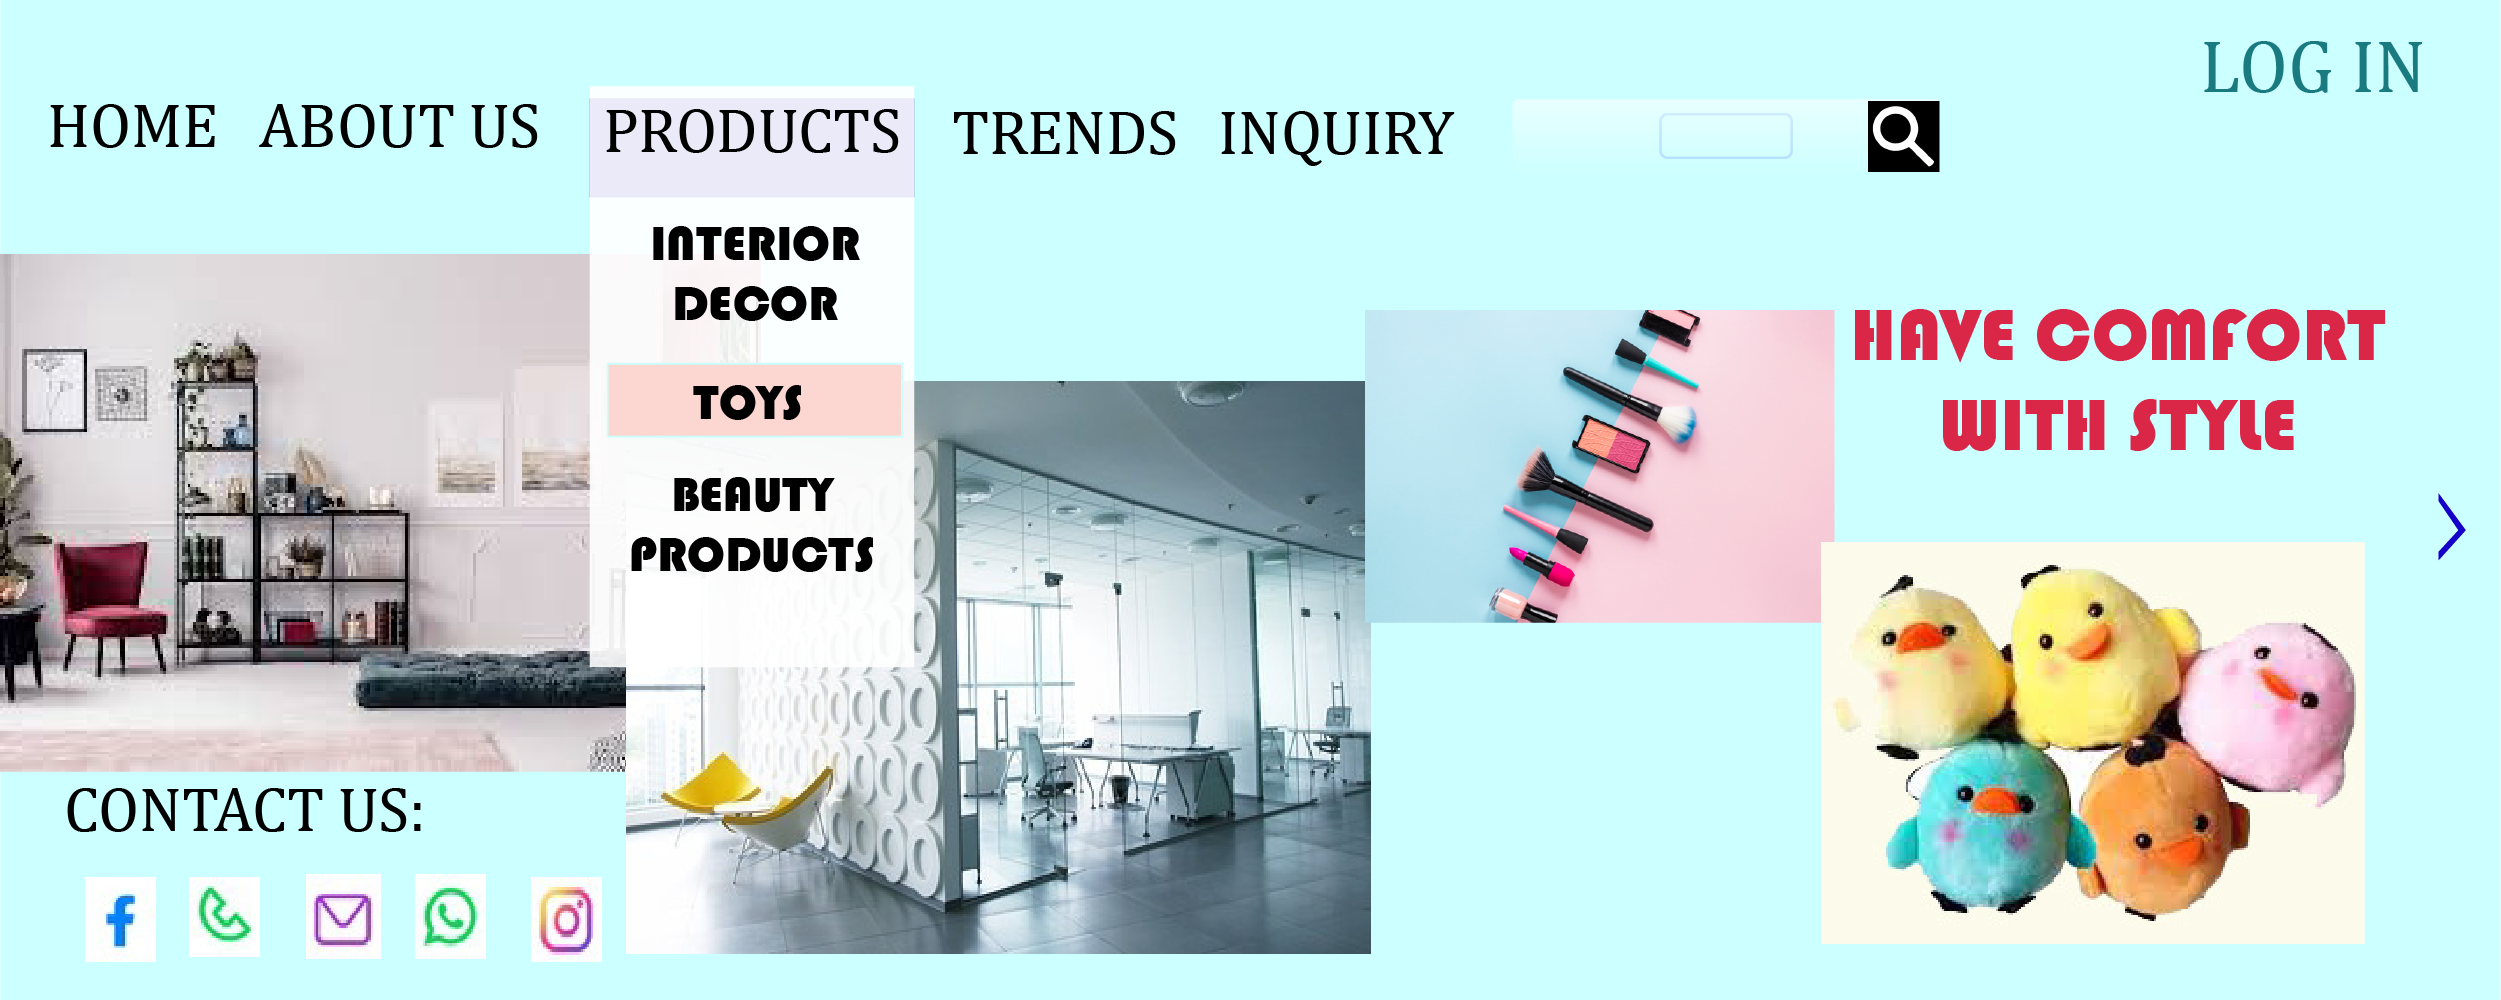 LOG IN
HOME ABOUT US PRODUCTS TRENDS INQUIRY
INTERIOR
DECOR
TOYS
BEAUTY
PRODUCTS
HAVE COMFORT
WITH STYLE
CONTACT US: